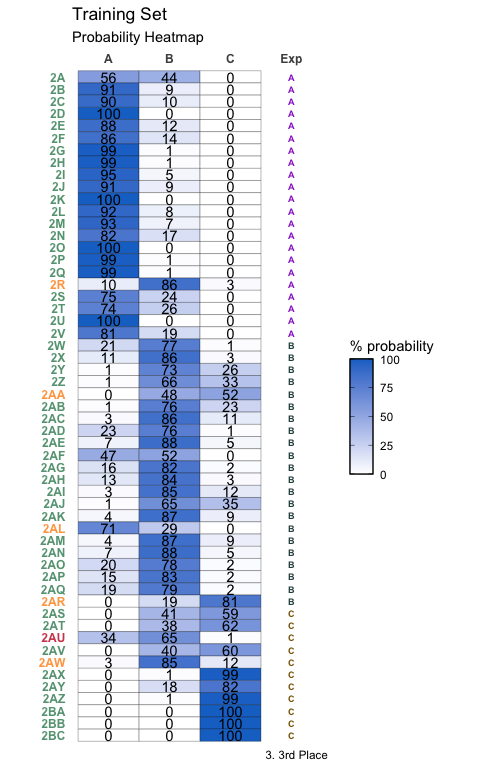 Training Set
Probability Heatmap
A B C Exp
2A 56 44 0 A
2B 91 9 0 A
2C 90 10 0 A
2D 100 0 0 A
2E 88 12 0 A
2F 86 14 0 A
2G 99 1 0 A
2H 99 1 0 A
2I 95 5 0 A
2J 91 9 0 A
2K 100 0 0 A
2L 92 8 0 A
2M 93 7 0 A
2N 82 17 0 A
2O 100 0 0 A
2P 99 1 0 A
2Q 99 1 0 A
2R 10 86 3 A
2S 75 24 0 A
2T 74 26 0 A
2U 100 0 0 A
2V 81 19 0 A
2W 21 77 1 B
2X 11 86 3 B
2Y 1 73 26 B
2Z 1 66 33 B
2AA 0 48 52 B
2AB 1 76 23 B
2AC 3 86 11 B
2AD 23 76 1 B
2AE 7 88 5 B
2AF 47 52 0 B
2AG 16 82 2 B
2AH 13 84 3 B
2AI 3 85 12 B
2AJ 1 65 35 B
2AK 4 87 9 B
2AL 71 29 0 B
2AM 4 87 9 B
2AN 7 88 5 B
2AO 20 78 2 B
2AP 15 83 2 B
2AQ 19 79 2 B
2AR 0 19 81 B
2AS 0 41 59 C
2AT 0 38 62 C
2AU 34 65 1 C
2AV 0 40 60 C
2AW 3 85 12 C
2AX 0 1 99 C
2AY 0 18 82 C
2AZ 0 1 99 C
2BA 0 0 100 C
2BB 0 0 100 C
2BC 0 0 100 C
% probability
100
75
50
25
0
3. 3rd Place